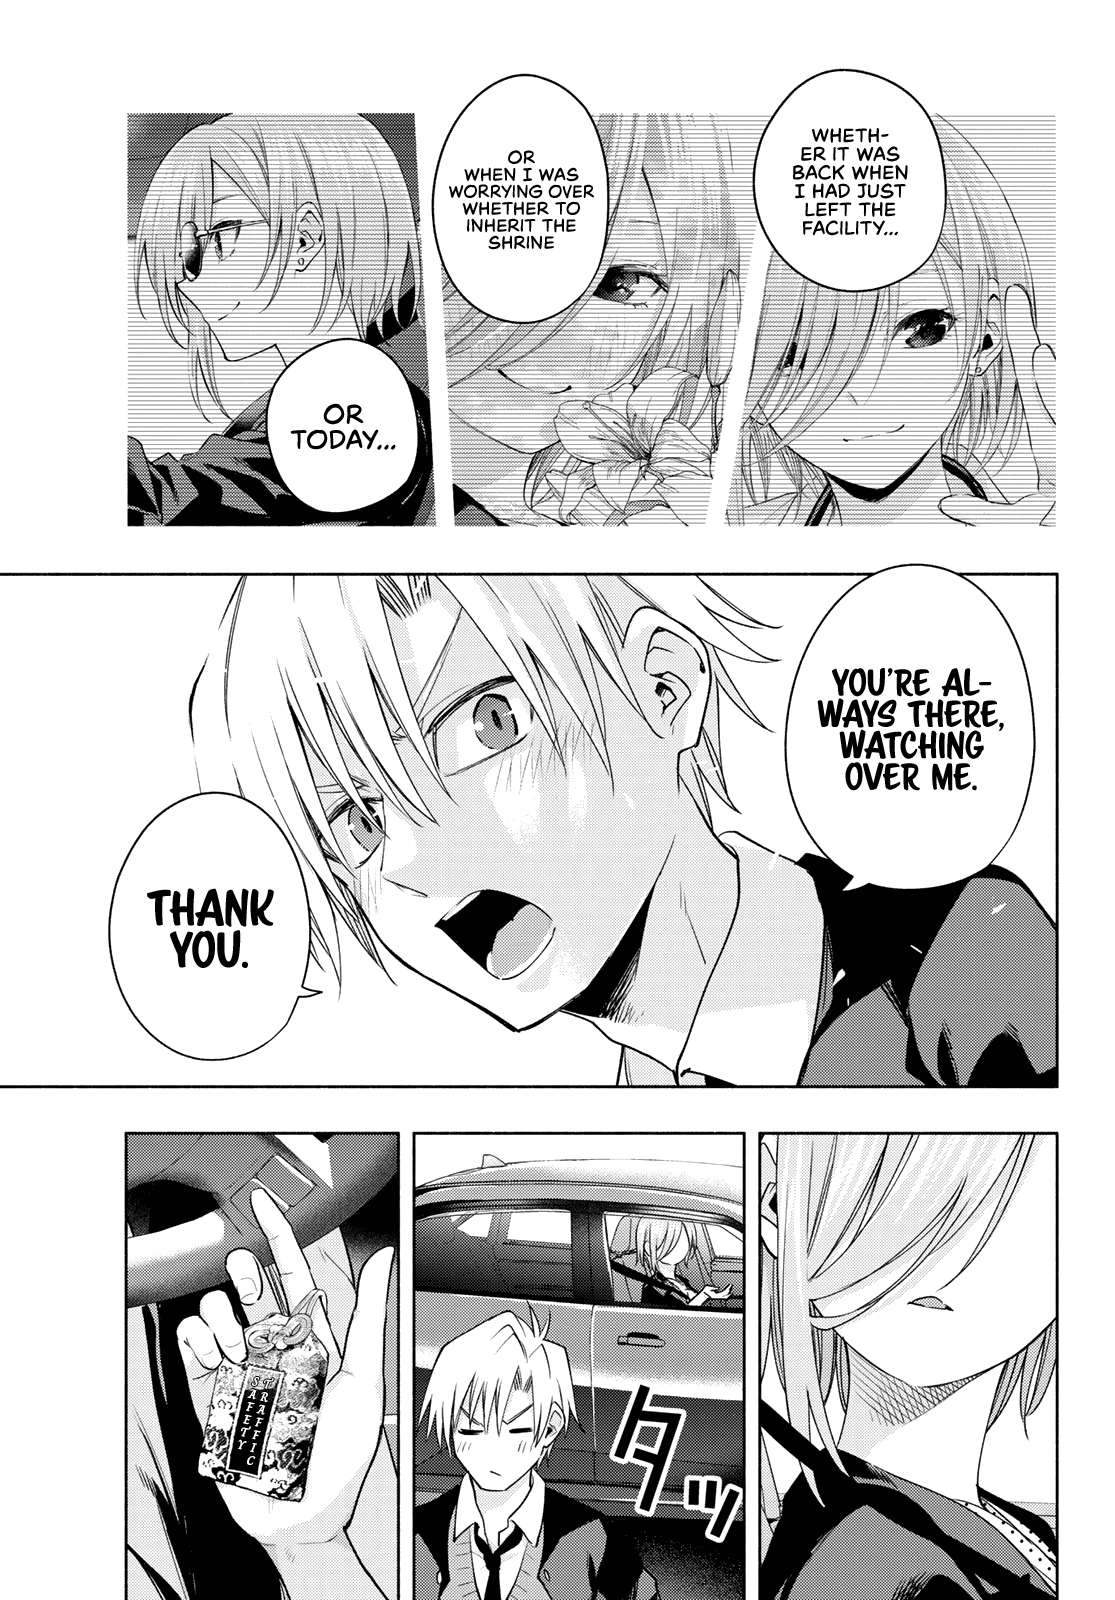 WHETH-
ER IT WAS
BACK WHEN
I HAD JUST
LEFT THE
FACILITY...
OR
WHEN I WAS
WORRYING OVER
WHETHER TO
INHERIT THE
SHRINE
OR
TODAY...
YOU'RE AL-
WAYS THERE,
WATCHING
OVER ME.
THANK
YOU.
タッ
TRAFFIC
SAFETY